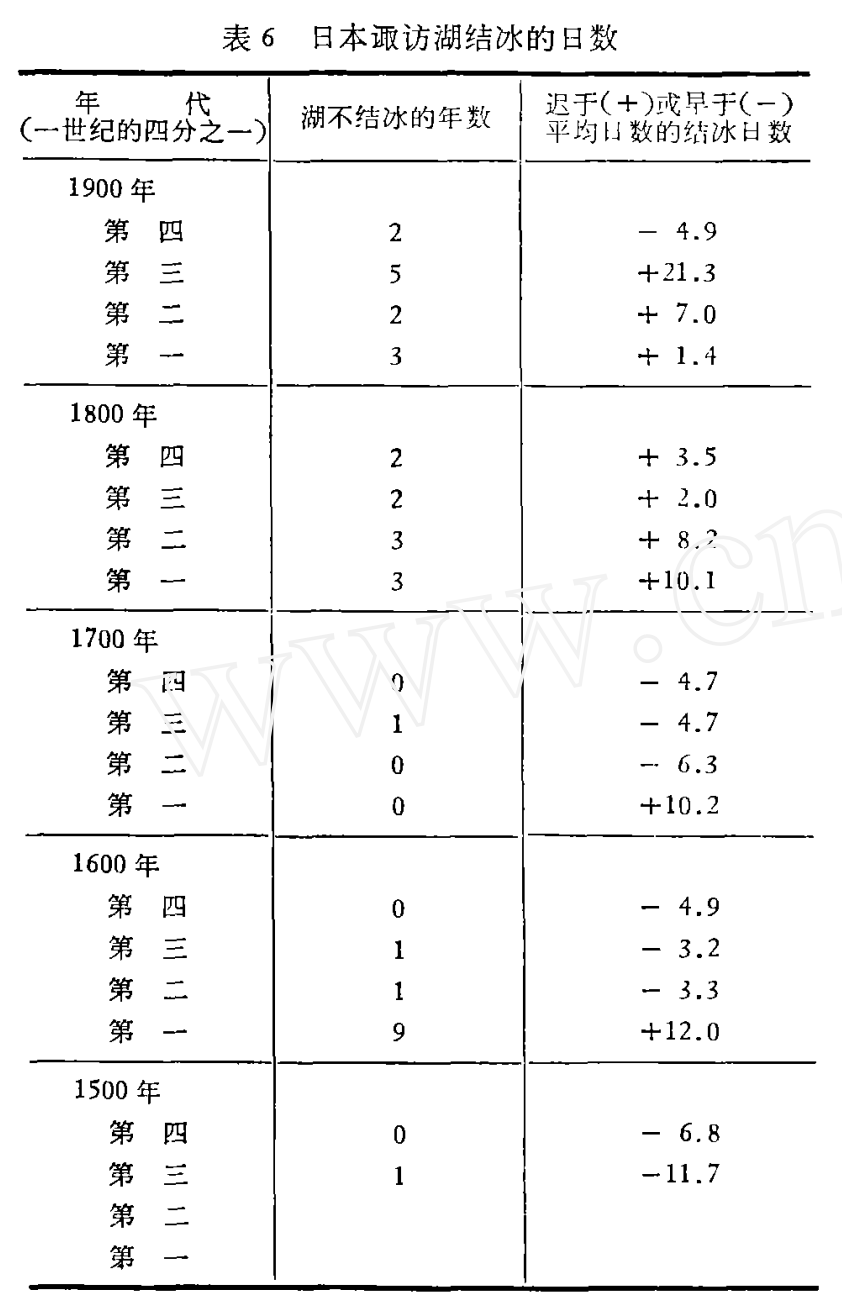 表 6 日本诹访湖结冰的日数
年 代 湖不结冰的年数 迟于(+)或早于(-)
(一世纪的四分之一) 平均日数的结冰日数
1900 年
第 四 2 - 4.9
第 三 5 +21.3
第 二 2 + 7.0
第 一 3 + 1.4
1800 年
第 四 2 + 3.5
第 三 2 + 2.0
第 二 3 + 8.2
第 一 3 +10.1
1700 年
第 四 0 - 4.7
第 三 1 - 4.7
第 二 0 - 6.3
第 一 0 +10.2
1600 年
第 四 0 - 4.9
第 三 1 - 3.2
第 二 1 - 3.3
第 一 9 +12.0
1500 年
第 四 0 - 6.8
第 三 1 -11.7
第 二
第 一
www.cn